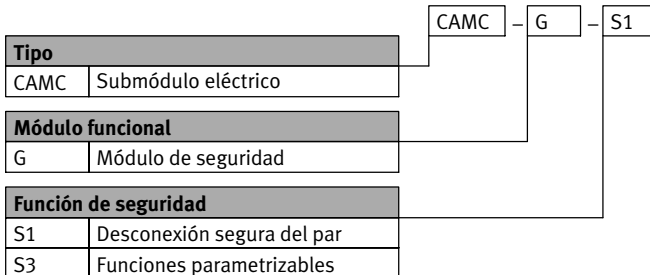 CAMC – G – S1
Tipo
CAMC Submódulo eléctrico
Módulo funcional
G Módulo de seguridad
Función de seguridad
S1 Desconexión segura del par
S3 Funciones parametrizables